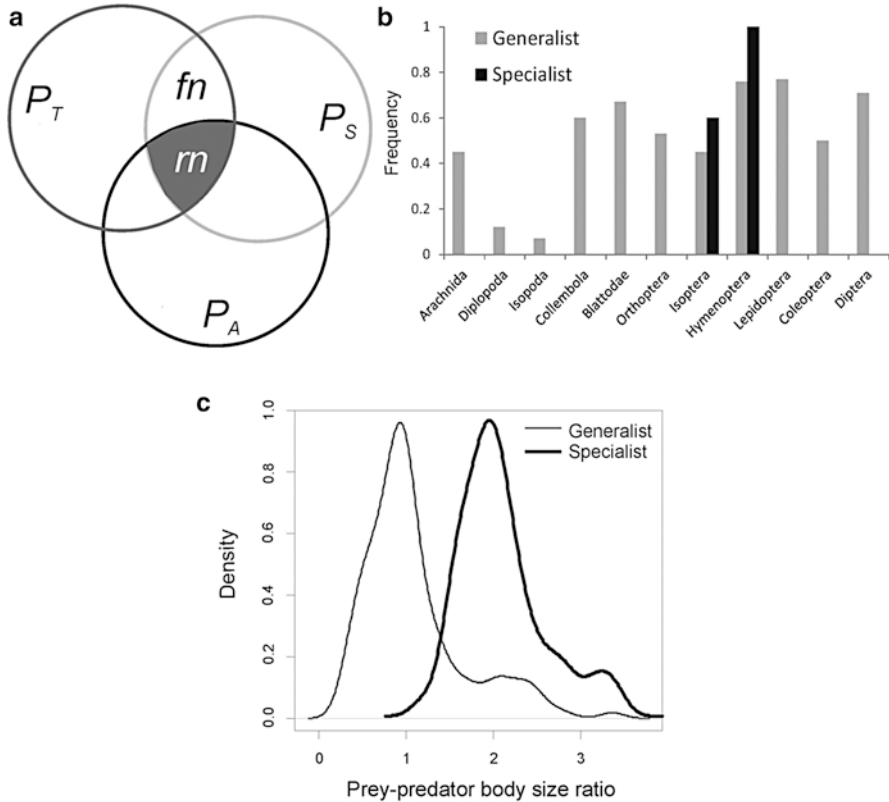 a
fn
P_T
P_S
rn
P_A
b
Generalist
Specialist
Frequency
1
0.8
0.6
0.4
0.2
0
Arachnida
Diplopoda
Isopoda
Collembola
Blattodae
Orthoptera
Isoptera
Hymenoptera
Lepidoptera
Coleoptera
Diptera
c
Generalist
Specialist
Density
1.0
0.8
0.6
0.4
0.2
0.0
0 1 2 3
Prey-predator body size ratio